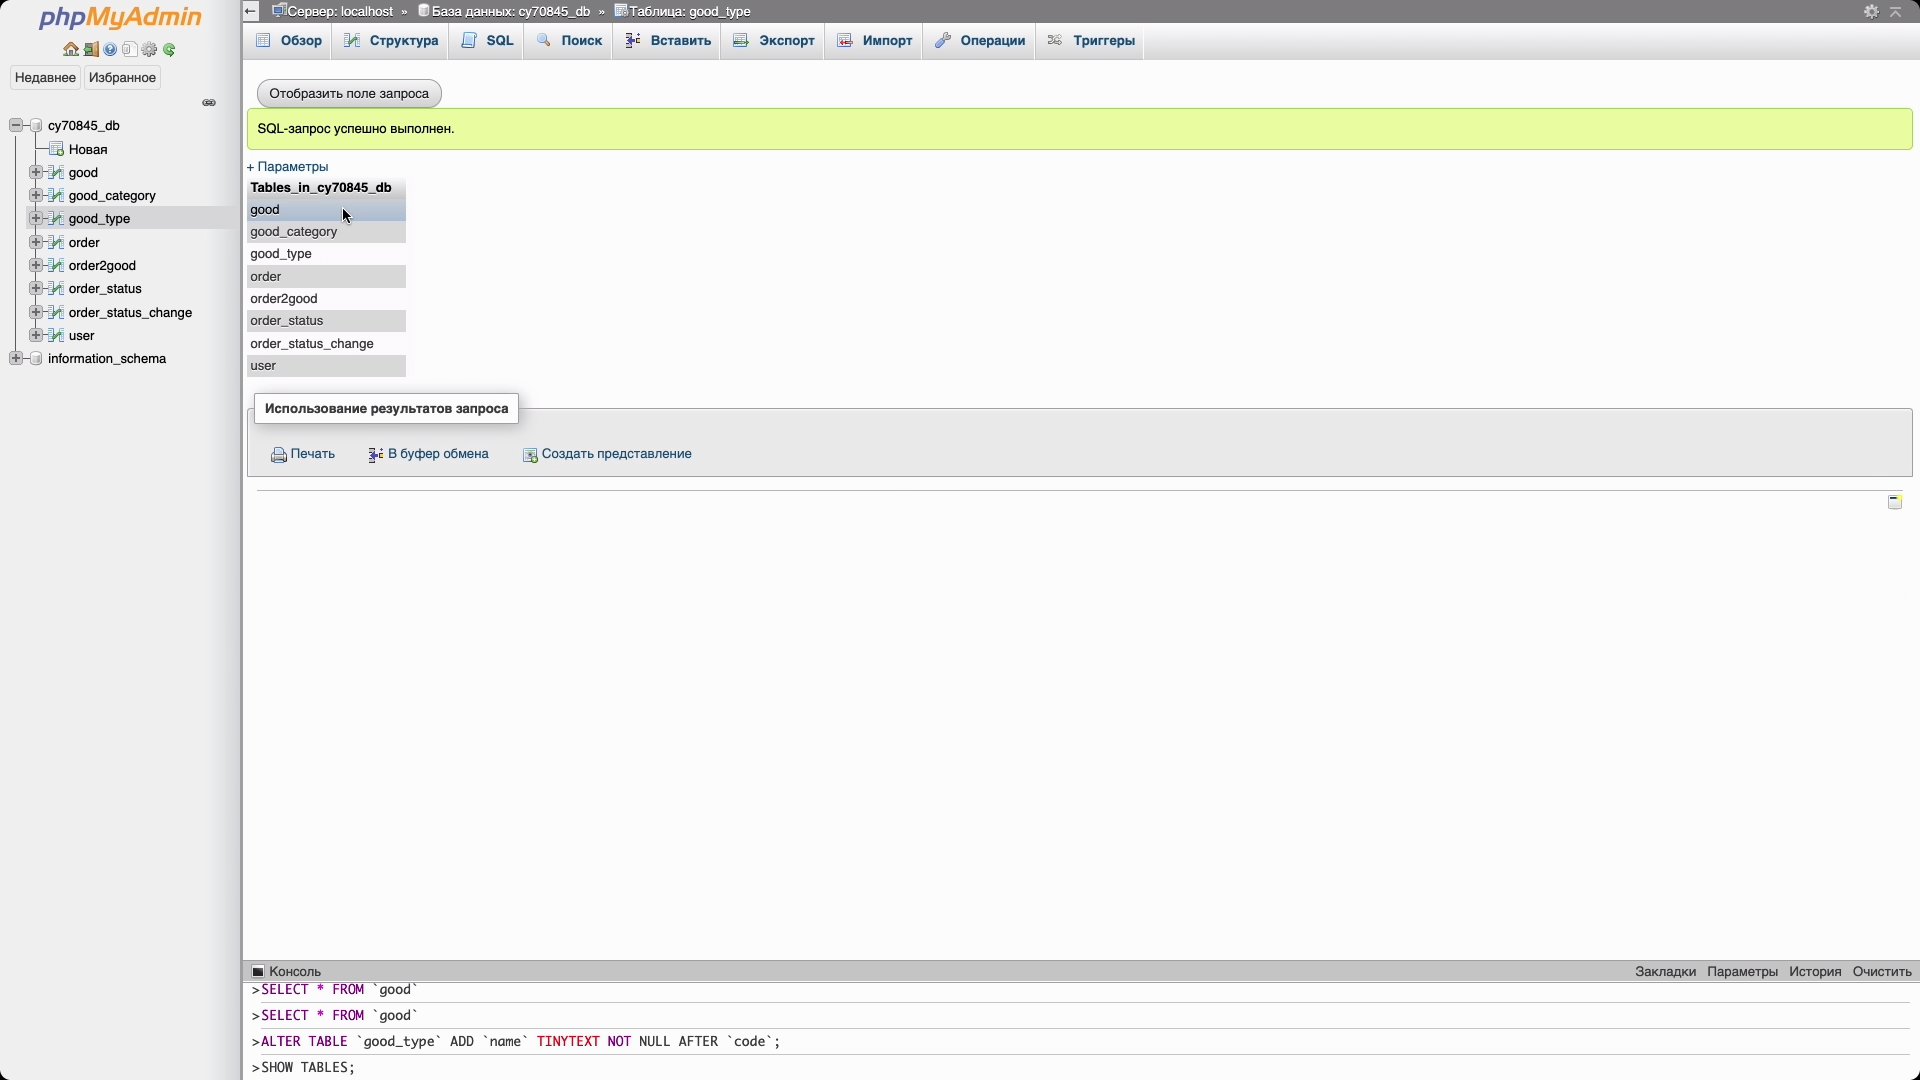 phpMyAdmin
Недавнее Избранное
cy70845_db
Новая
good
good_category
good_type
order
order2good
order_status
order_status_change
user
information_schema
Сервер: localhost » База данных: cy70845_db » Таблица: good_type
Обзор Структура SQL Поиск Вставить Экспорт Импорт Операции Триггеры
Отобразить поле запроса
SQL-запрос успешно выполнен.
+ Параметры
Tables_in_cy70845_db
good
good_category
good_type
order
order2good
order_status
order_status_change
user
Использование результатов запроса
Печать В буфер обмена Создать представление
Консоль Закладки Параметры История Очистить
>SELECT * FROM `good`
>SELECT * FROM `good`
>ALTER TABLE `good_type` ADD `name` TINYTEXT NOT NULL AFTER `code`;
>SHOW TABLES;